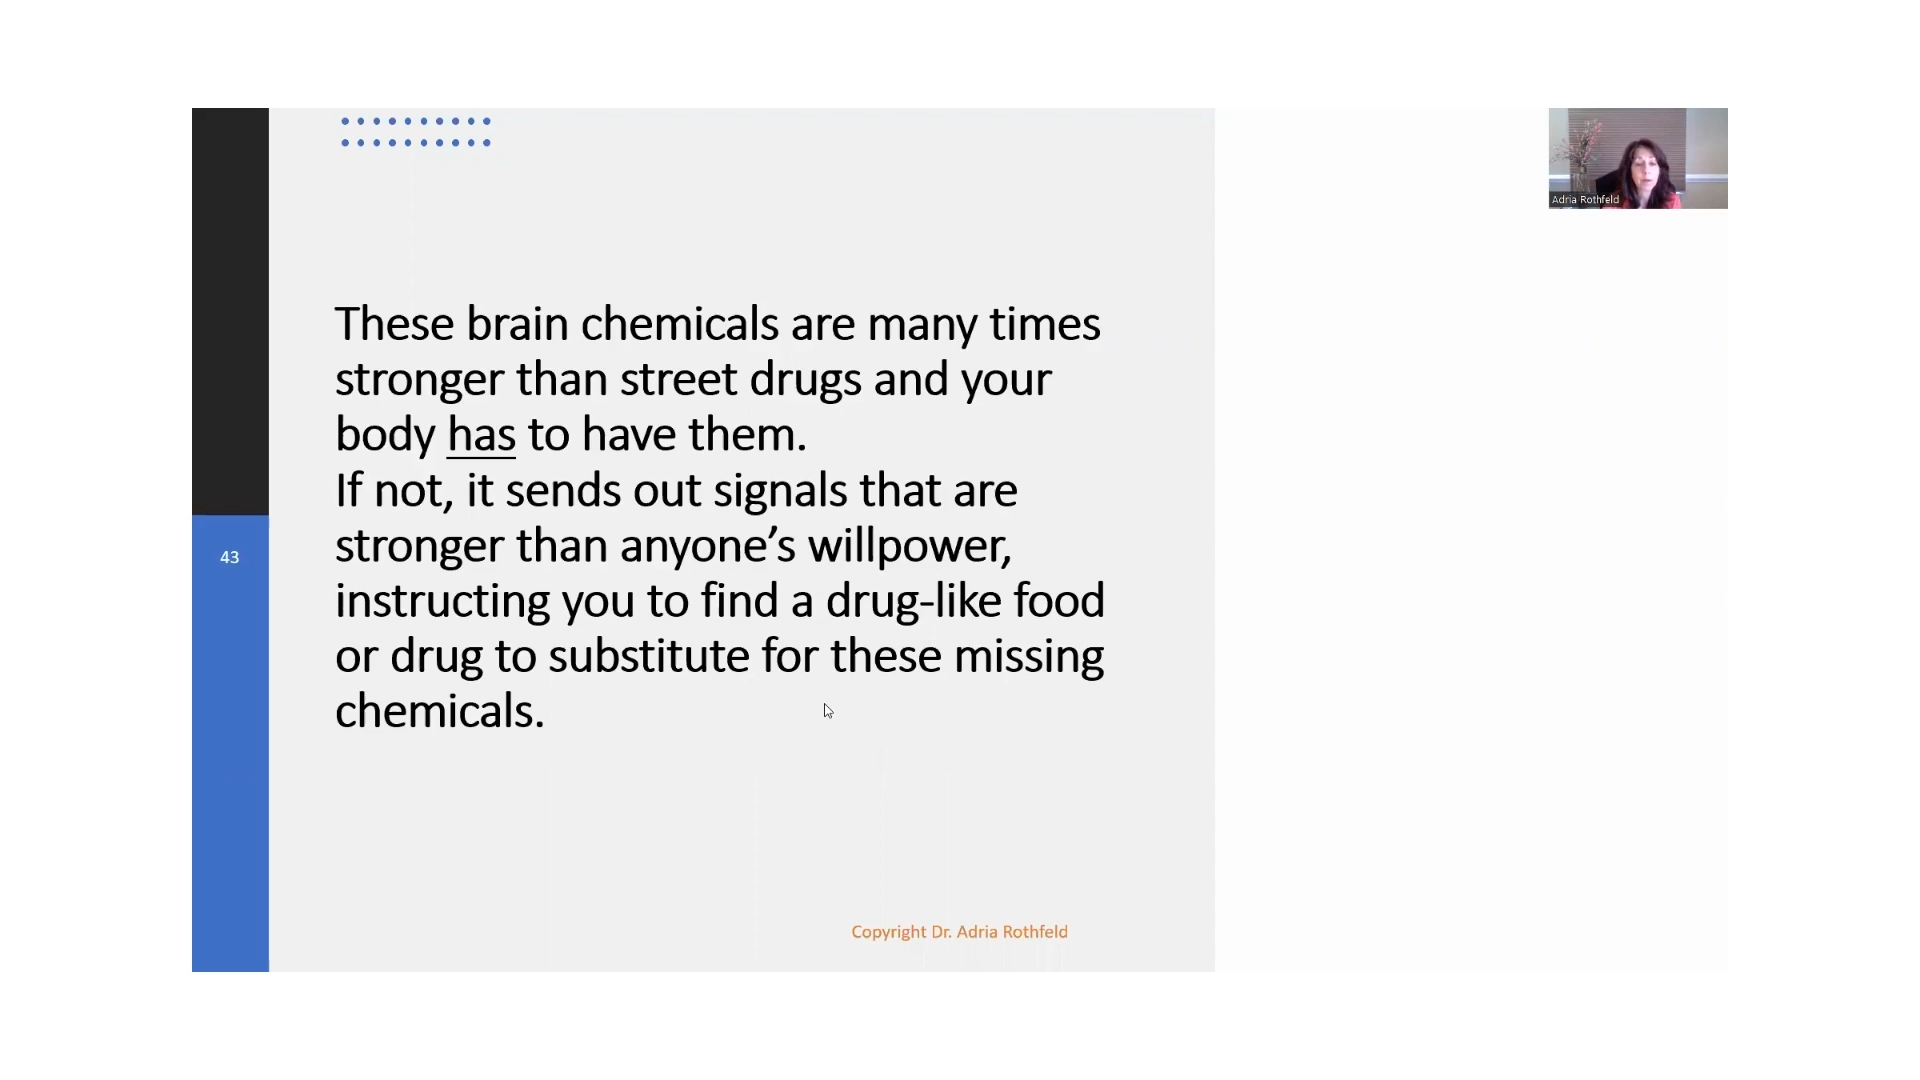 Adria Rothfeld
These brain chemicals are many times
stronger than street drugs and your
body has to have them.
If not, it sends out signals that are
stronger than anyone’s willpower,
instructing you to find a drug-like food
or drug to substitute for these missing
chemicals.
43
Copyright Dr. Adria Rothfeld